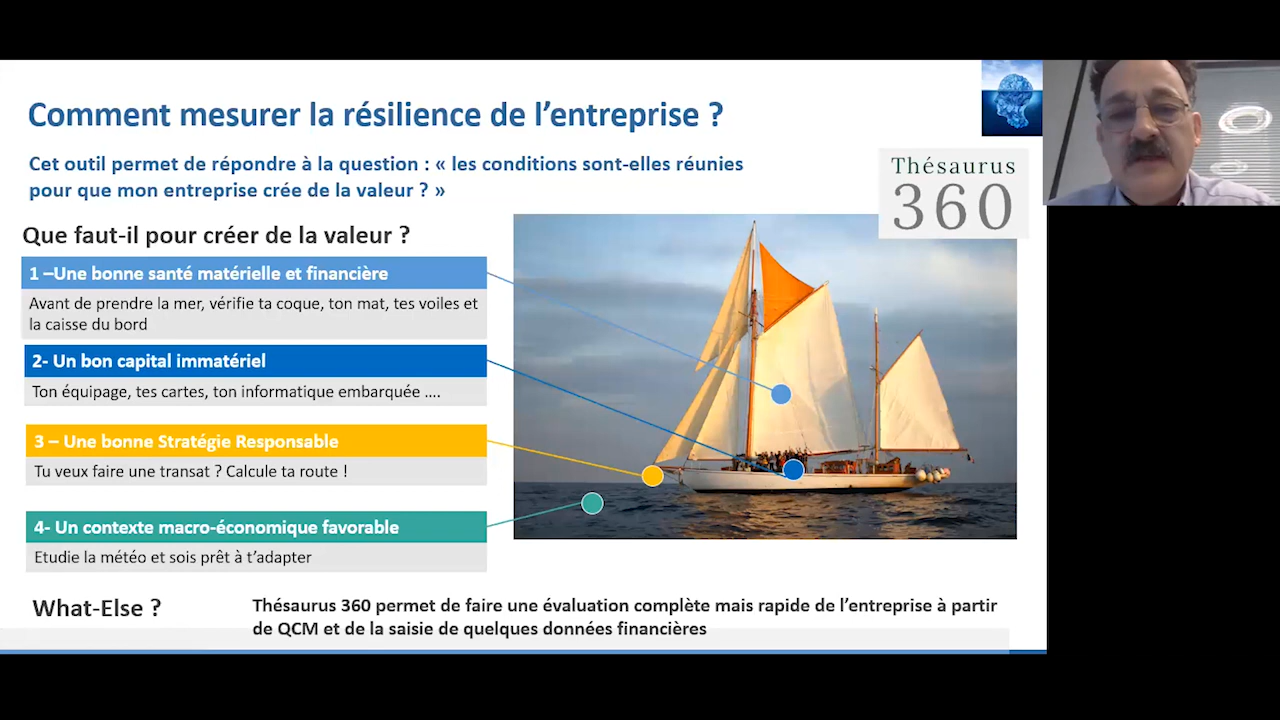 Comment mesurer la résilience de l’entreprise ?
Cet outil permet de répondre à la question : « les conditions sont-elles réunies
pour que mon entreprise crée de la valeur ? »
Thésaurus
360
Que faut-il pour créer de la valeur ?
1 –Une bonne santé matérielle et financière
Avant de prendre la mer, vérifie ta coque, ton mat, tes voiles et
la caisse du bord
2- Un bon capital immatériel
Ton équipage, tes cartes, ton informatique embarquée ....
3 – Une bonne Stratégie Responsable
Tu veux faire une transat ? Calcule ta route !
4- Un contexte macro-économique favorable
Etudie la météo et sois prêt à t’adapter
What-Else ?
Thésaurus 360 permet de faire une évaluation complète mais rapide de l’entreprise à partir
de QCM et de la saisie de quelques données financières